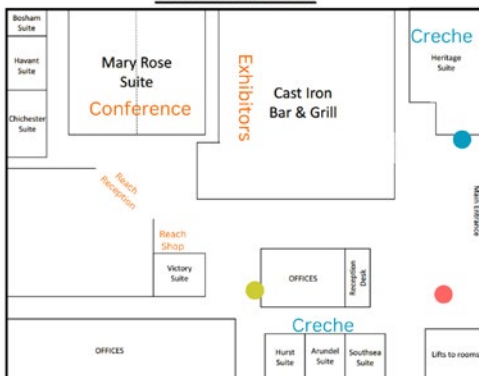 Bosham
Suite
Havant
Suite
Chichester
Suite
Mary Rose
Suite
Conference
Exhibitors
Cast Iron
Bar & Grill
Creche
Heritage
Suite
Main Entrance
Reach
Reception
Reach
Shop
Victory
Suite
OFFICES
Reception
Desk
Creche
OFFICES
Hurst
Suite
Arundel
Suite
Southsea
Suite
Lifts to rooms